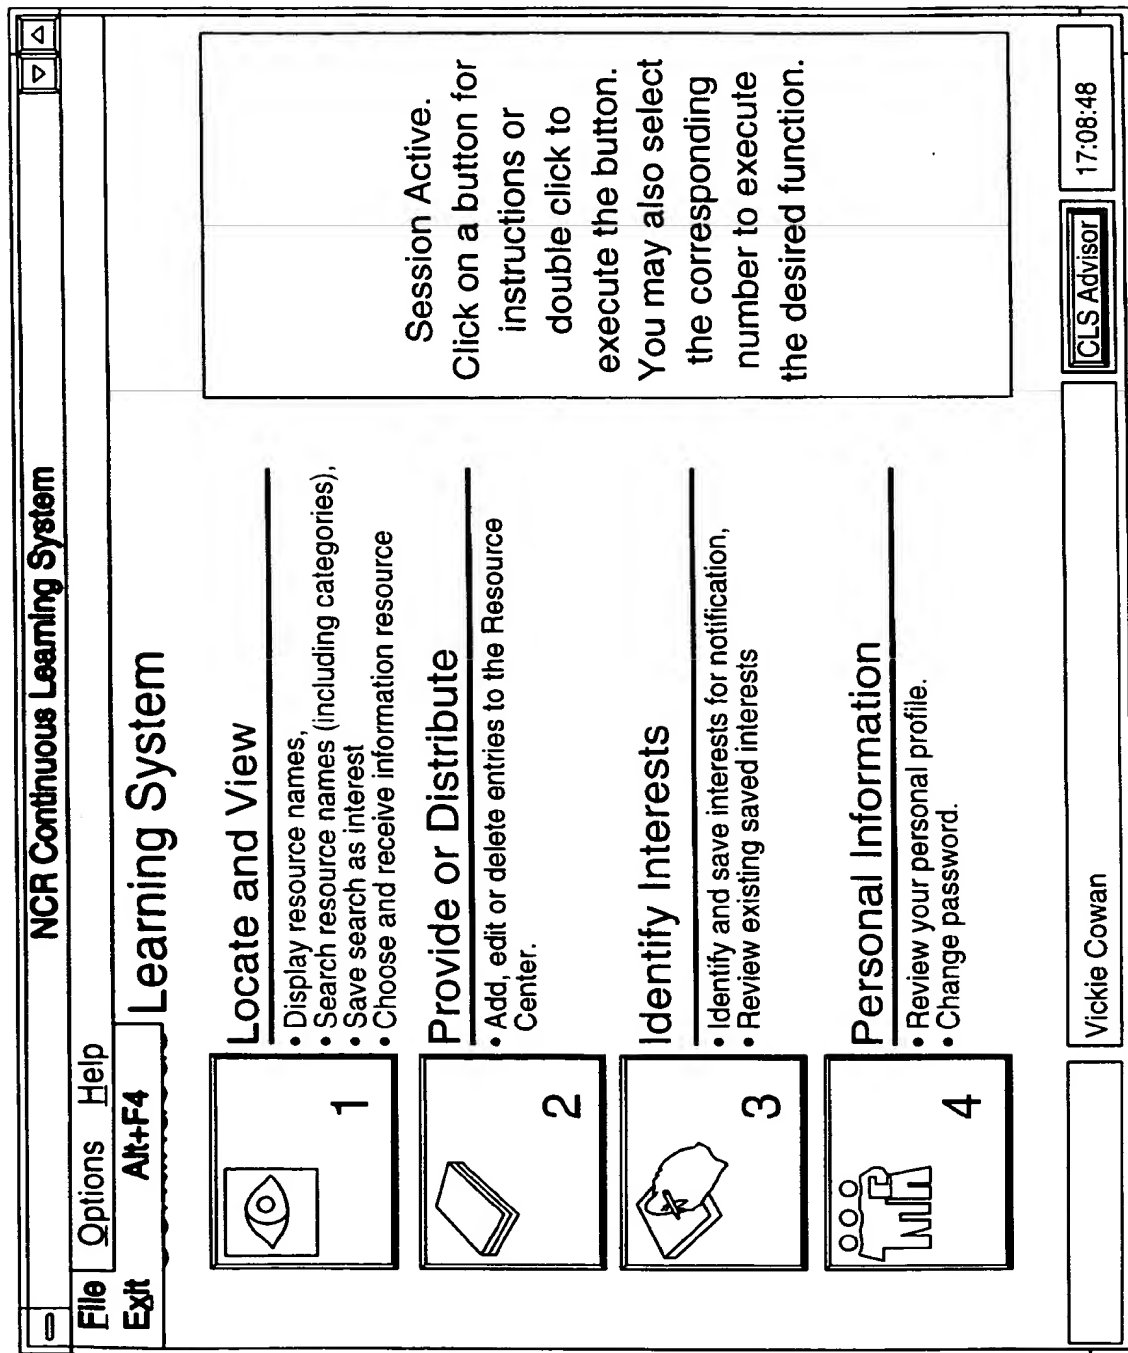 NCR Continuous Learning System
File Options Help
Exit Alt+F4
Learning System
1
Locate and View
• Display resource names,
• Search resource names (including categories),
• Save search as interest
• Choose and receive information resource
2
Provide or Distribute
• Add, edit or delete entries to the Resource
Center.
3
Identify Interests
• Identify and save interests for notification,
• Review existing saved interests
4
Personal Information
• Review your personal profile.
• Change password.
Session Active.
Click on a button for
instructions or
double click to
execute the button.
You may also select
the corresponding
number to execute
the desired function.
Vickie Cowan
CLS Advisor
17:08:48